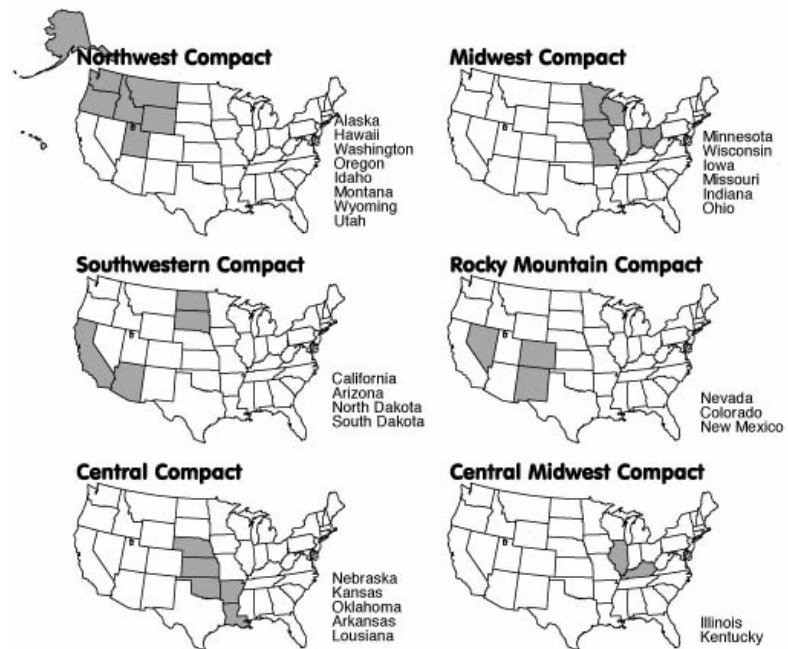 Northwest Compact
Alaska
Hawaii
Washington
Oregon
Idaho
Montana
Wyoming
Utah
Midwest Compact
Minnesota
Wisconsin
Iowa
Missouri
Indiana
Ohio
Southwestern Compact
California
Arizona
North Dakota
South Dakota
Rocky Mountain Compact
Nevada
Colorado
New Mexico
Central Compact
Nebraska
Kansas
Oklahoma
Arkansas
Lousiana
Central Midwest Compact
Illinois
Kentucky